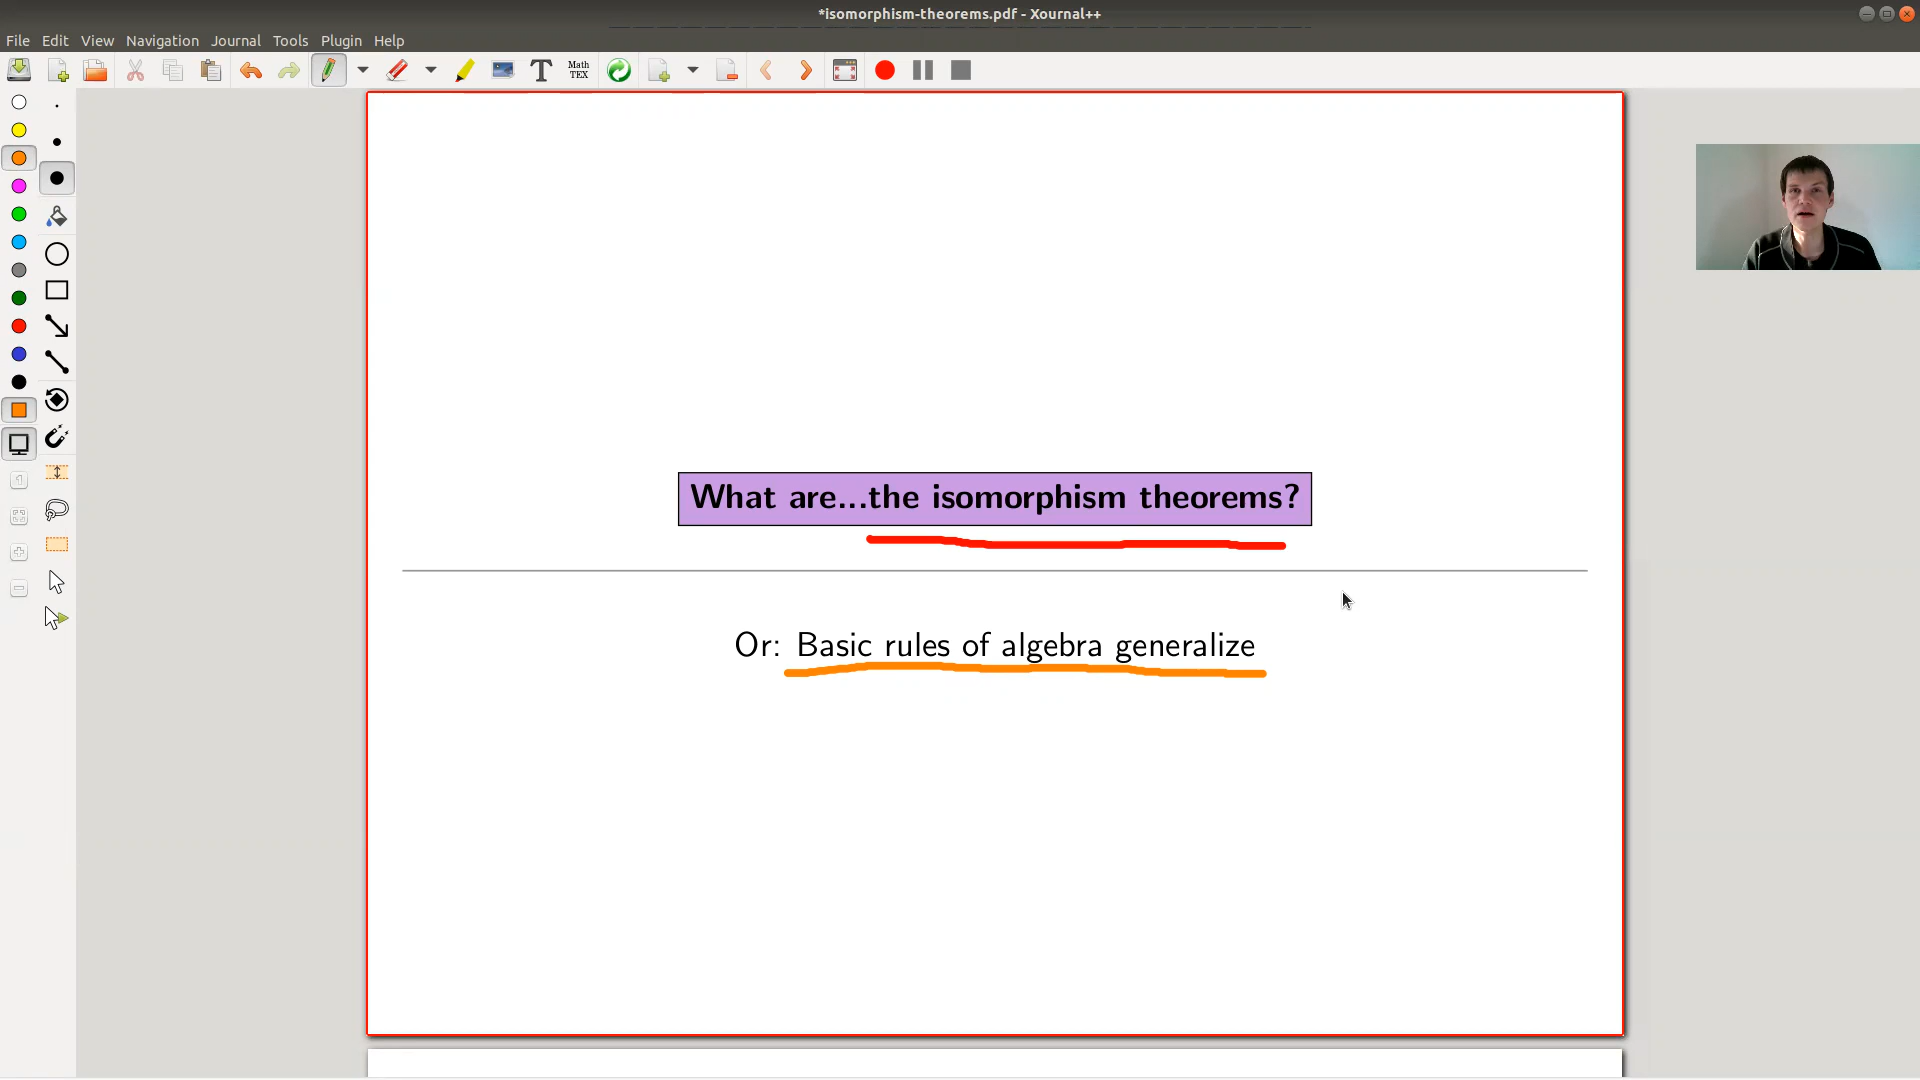 *isomorphism-theorems.pdf - Xournal++
File Edit View Navigation Journal Tools Plugin Help
Math
TEX
What are...the isomorphism theorems?
Or: Basic rules of algebra generalize